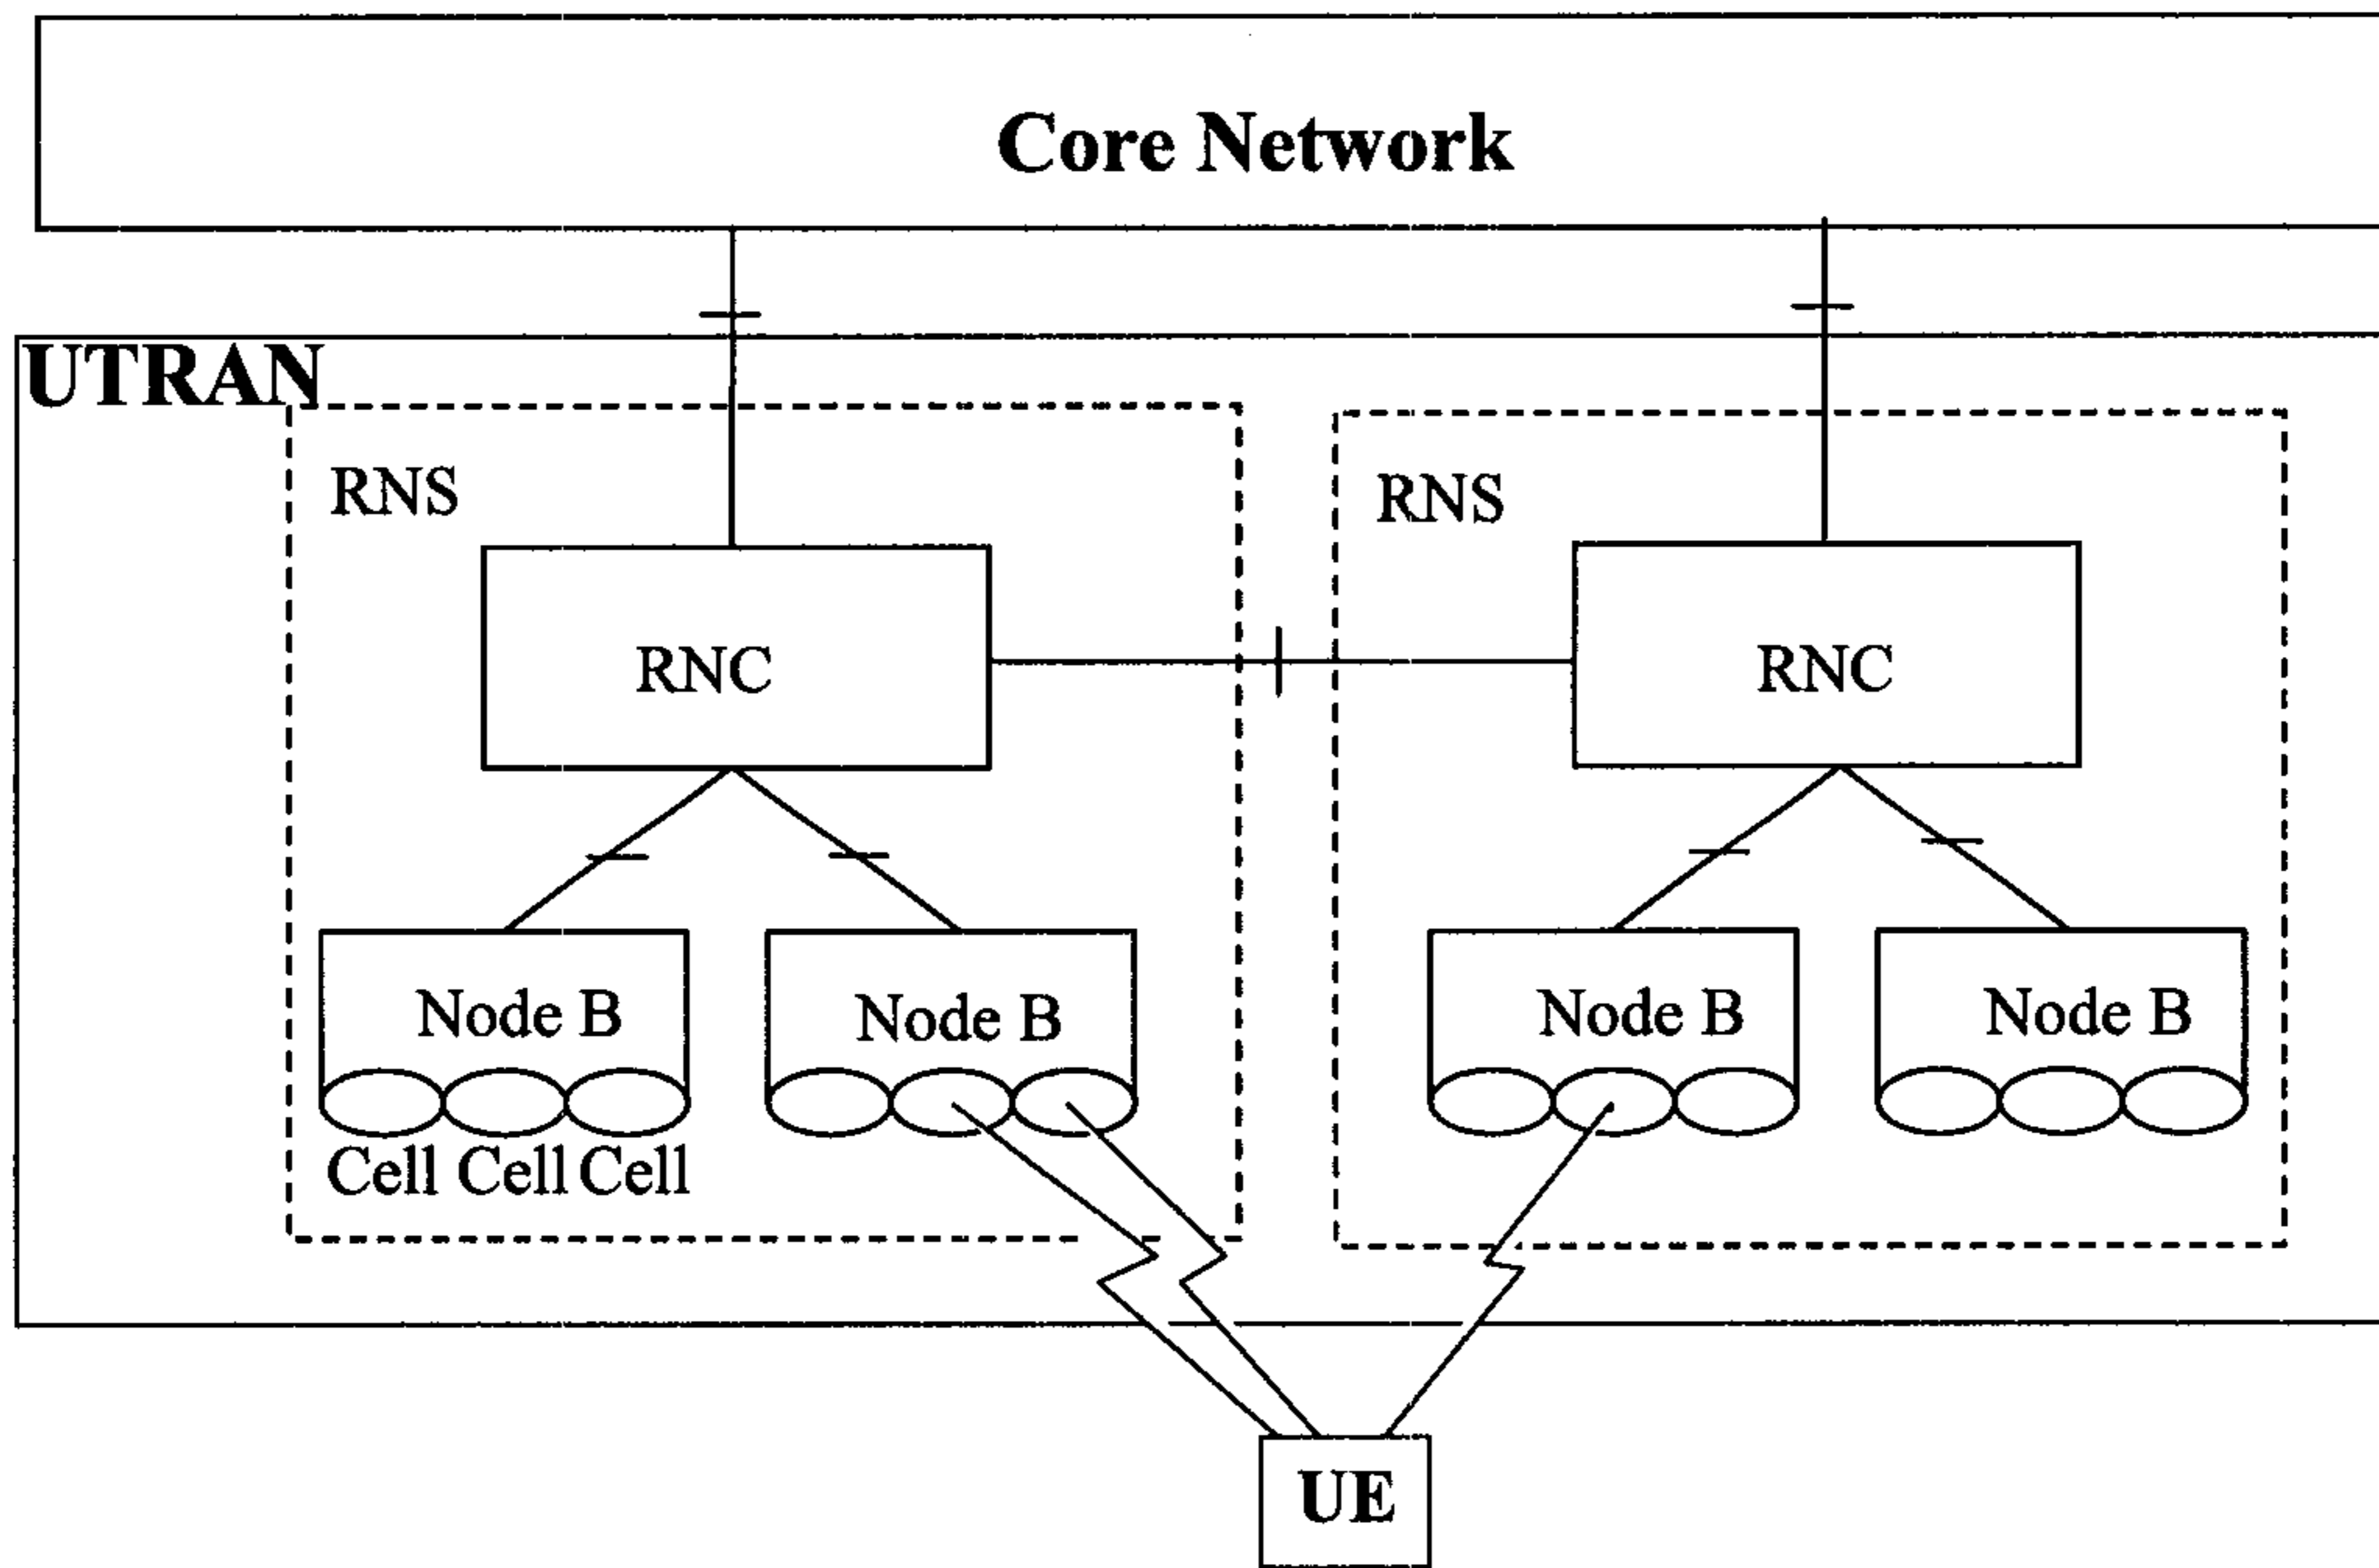 Core Network
UTRAN
RNS
RNS
RNC
RNC
Node B
Node B
Node B
Node B
Cell Cell Cell
UE